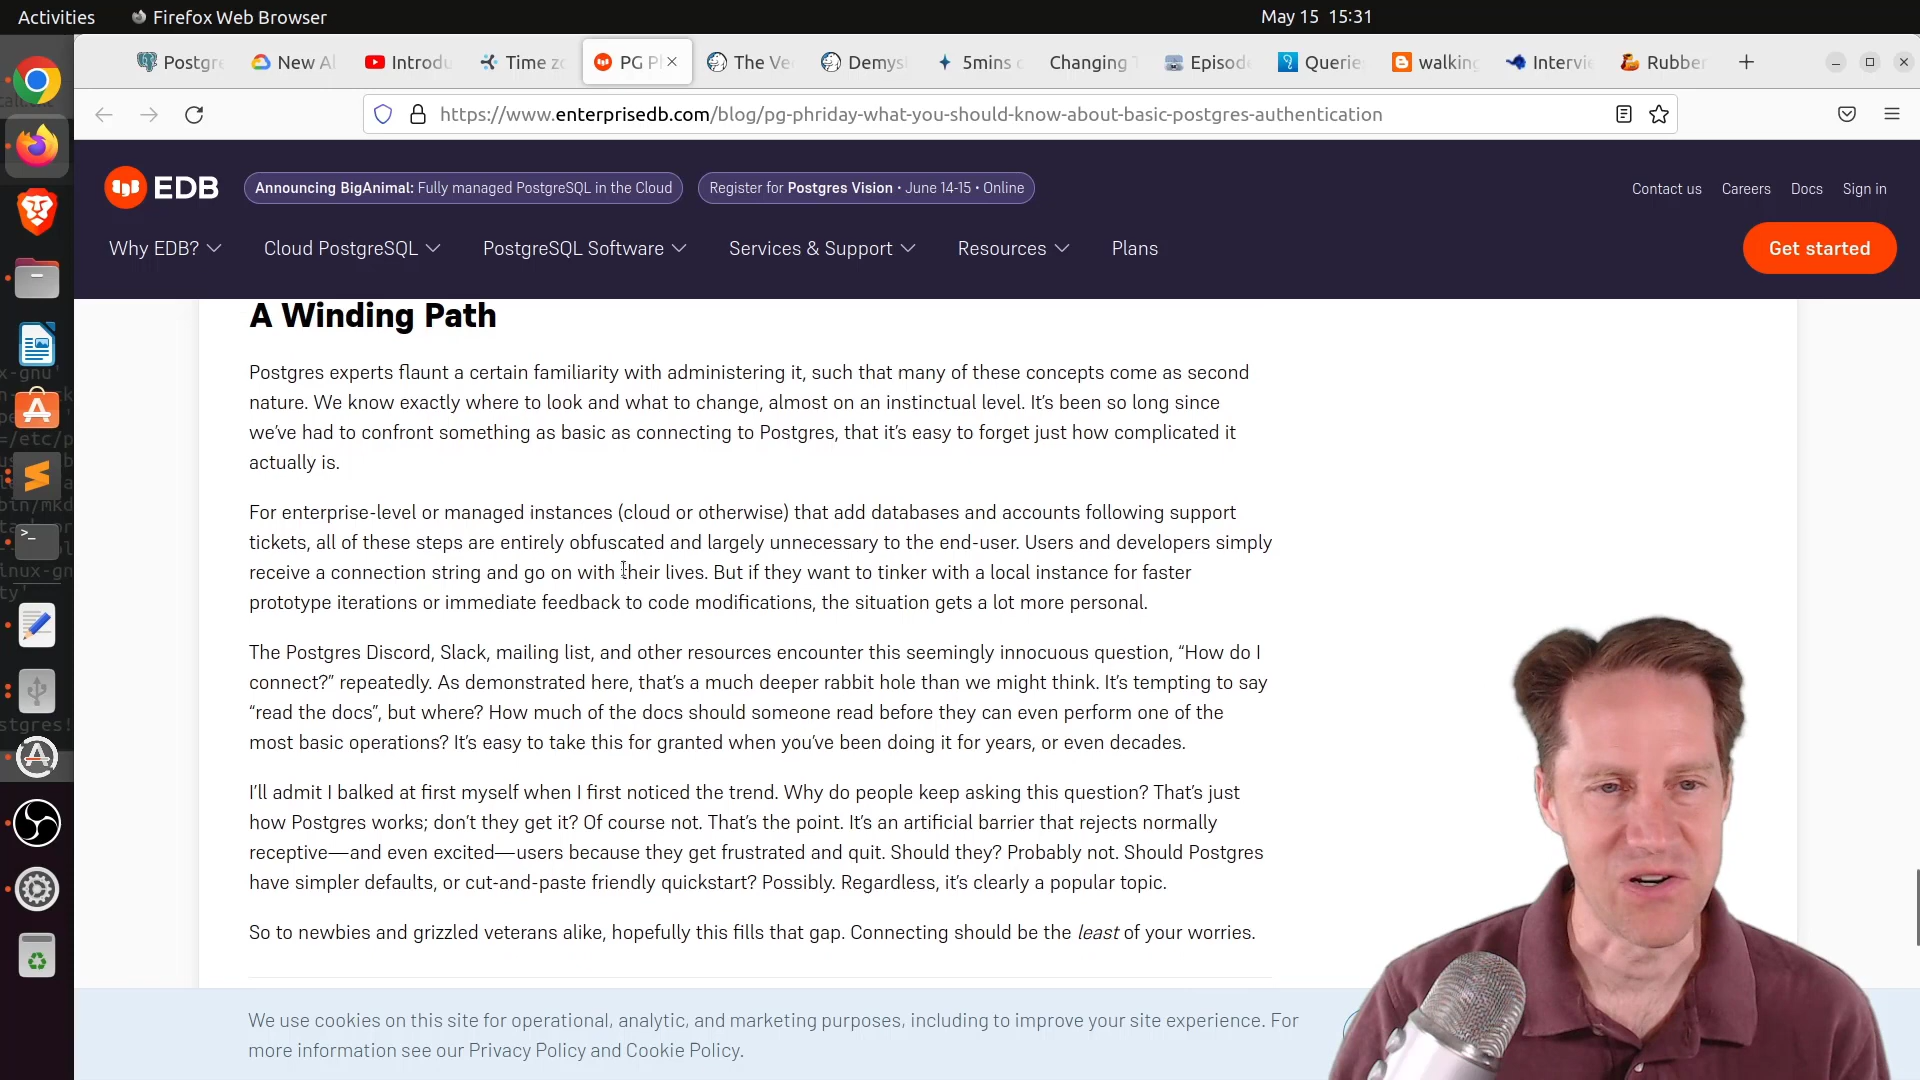 Activities
Firefox Web Browser
May 15 15:31
Postgre
New Al
Introdu
Time zo
PG P
The Ve
Demys
5mins
Changing
Episode
Querie
walking
Intervie
Rubber
https://www.enterprisedb.com/blog/pg-phriday-what-you-should-know-about-basic-postgres-authentication
EDB
Announcing BigAnimal: Fully managed PostgreSQL in the Cloud
Register for Postgres Vision • June 14-15 • Online
Contact us
Careers
Docs
Sign in
Why EDB?
Cloud PostgreSQL
PostgreSQL Software
Services & Support
Resources
Plans
Get started
A Winding Path
Postgres experts flaunt a certain familiarity with administering it, such that many of these concepts come as second
nature. We know exactly where to look and what to change, almost on an instinctual level. It's been so long since
we've had to confront something as basic as connecting to Postgres, that it's easy to forget just how complicated it
actually is.
For enterprise-level or managed instances (cloud or otherwise) that add databases and accounts following support
tickets, all of these steps are entirely obfuscated and largely unnecessary to the end-user. Users and developers simply
receive a connection string and go on with their lives. But if they want to tinker with a local instance for faster
prototype iterations or immediate feedback to code modifications, the situation gets a lot more personal.
The Postgres Discord, Slack, mailing list, and other resources encounter this seemingly innocuous question, “How do I
connect?” repeatedly. As demonstrated here, that's a much deeper rabbit hole than we might think. It's tempting to say
“read the docs”, but where? How much of the docs should someone read before they can even perform one of the
most basic operations? It's easy to take this for granted when you've been doing it for years, or even decades.
I'll admit I balked at first myself when I first noticed the trend. Why do people keep asking this question? That's just
how Postgres works; don't they get it? Of course not. That's the point. It's an artificial barrier that rejects normally
receptive—and even excited—users because they get frustrated and quit. Should they? Probably not. Should Postgres
have simpler defaults, or cut-and-paste friendly quickstart? Possibly. Regardless, it's clearly a popular topic.
So to newbies and grizzled veterans alike, hopefully this fills that gap. Connecting should be the least of your worries.
We use cookies on this site for operational, analytic, and marketing purposes, including to improve your site experience. For
more information see our Privacy Policy and Cookie Policy.